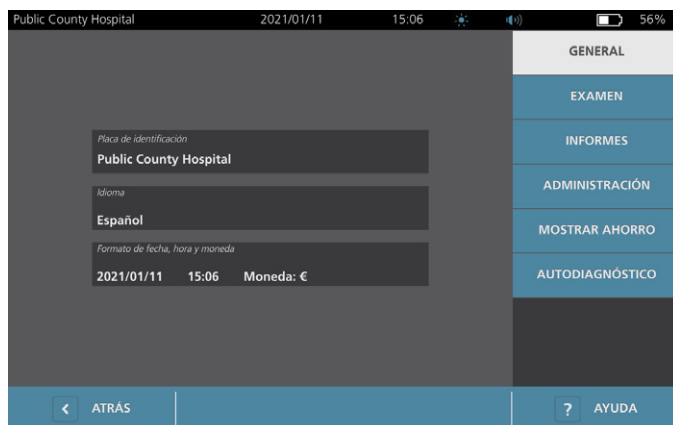 Public County Hospital 2021/01/11 15:06 56%
GENERAL
EXAMEN
INFORMES
ADMINISTRACIÓN
MOSTRAR AHORRO
AUTODIAGNÓSTICO
Placa de identificación
Public County Hospital
Idioma
Español
Formato de fecha, hora y moneda
2021/01/11 15:06 Moneda: €
< ATRÁS
? AYUDA